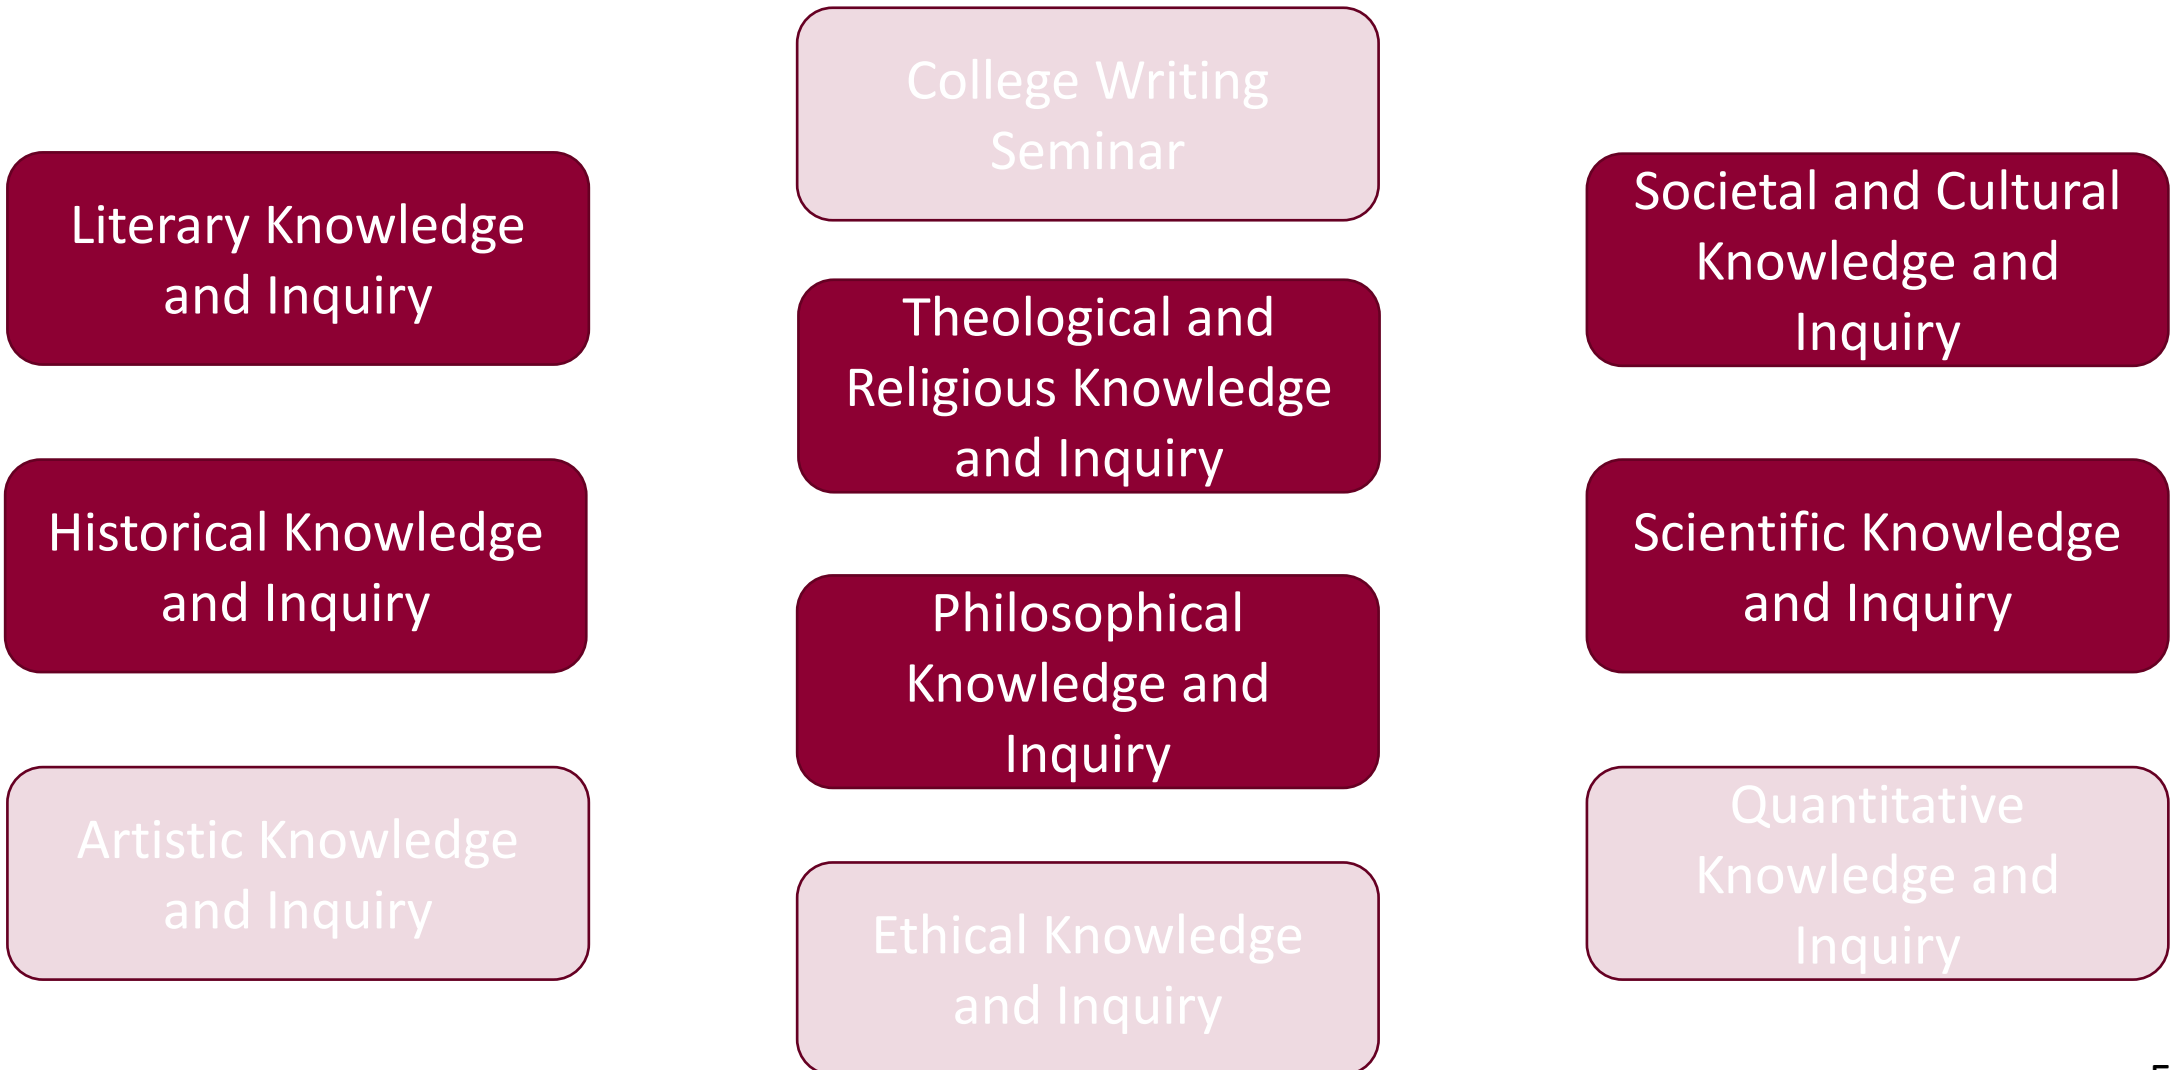 College Writing
Seminar
Literary Knowledge
and Inquiry
Historical Knowledge
and Inquiry
Artistic Knowledge
and Inquiry
Theological and
Religious Knowledge
and Inquiry
Philosophical
Knowledge and
Inquiry
Ethical Knowledge
and Inquiry
Societal and Cultural
Knowledge and
Inquiry
Scientific Knowledge
and Inquiry
Quantitative
Knowledge and
Inquiry